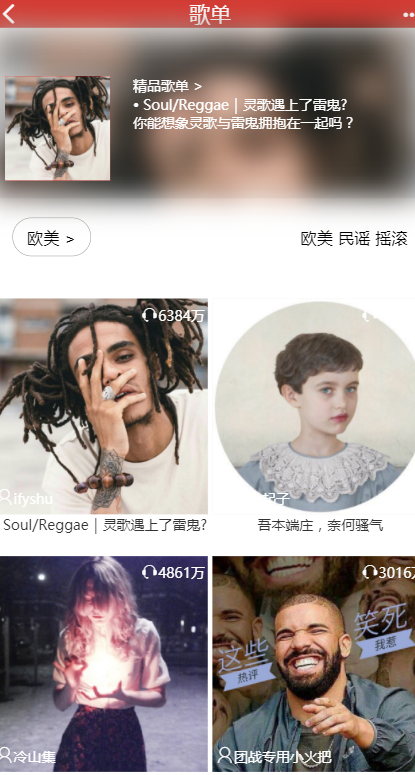 歌单
精品歌单 >
• Soul/Reggae｜灵歌遇上了雷鬼?
你能想象灵歌与雷鬼拥抱在一起吗？
欧美 >
欧美 民谣 摇滚
6384万
ifyshu
起子
Soul/Reggae｜灵歌遇上了雷鬼?
吾本端庄，奈何骚气
4861万
3016万
这些
热评
笑死
我惹
冷山集
团战专用小火把